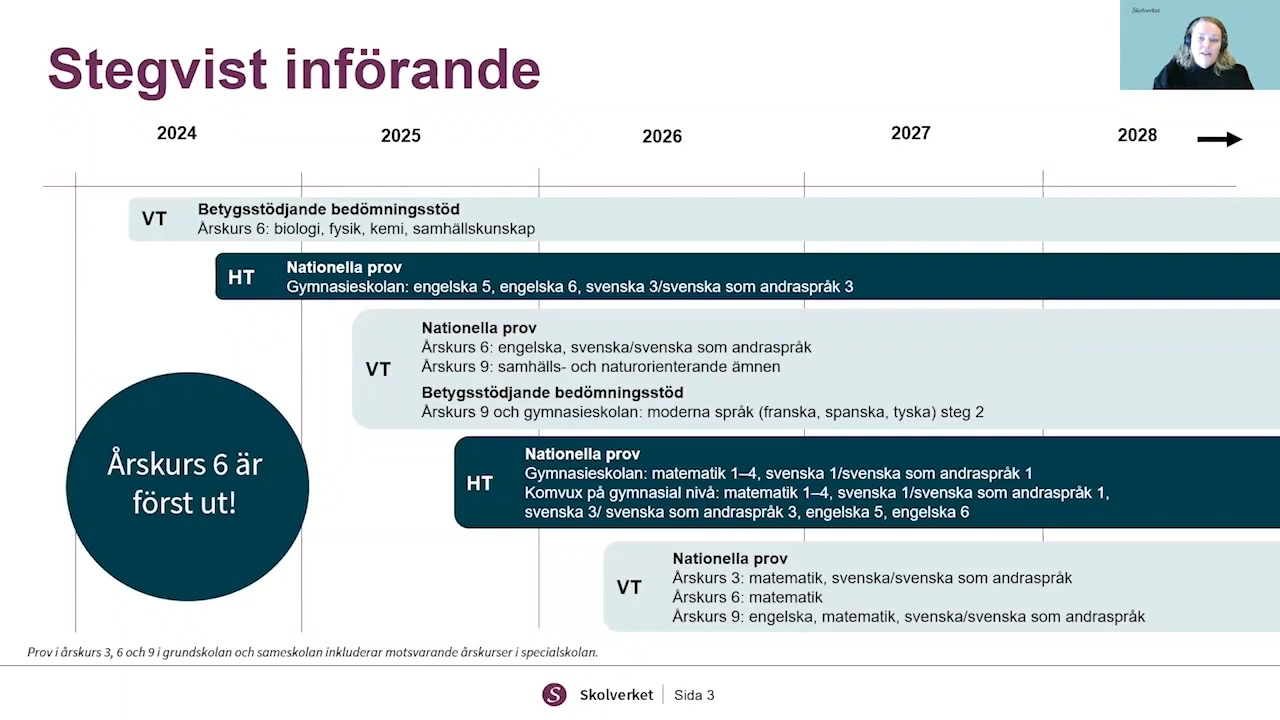 Skolverket
Stegvist införande
2024
2025
2026
2027
2028
VT
Betygsstödjande bedömningsstöd
Årskurs 6: biologi, fysik, kemi, samhällskunskap
HT
Nationella prov
Gymnasieskolan: engelska 5, engelska 6, svenska 3/svenska som andraspråk 3
VT
Nationella prov
Årskurs 6: engelska, svenska/svenska som andraspråk
Årskurs 9: samhälls- och naturorienterande ämnen
Betygsstödjande bedömningsstöd
Årskurs 9 och gymnasieskolan: moderna språk (franska, spanska, tyska) steg 2
HT
Nationella prov
Gymnasieskolan: matematik 1–4, svenska 1/svenska som andraspråk 1
Komvux på gymnasial nivå: matematik 1–4, svenska 1/svenska som andraspråk 1,
svenska 3/ svenska som andraspråk 3, engelska 5, engelska 6
Årskurs 6 är
först ut!
VT
Nationella prov
Årskurs 3: matematik, svenska/svenska som andraspråk
Årskurs 6: matematik
Årskurs 9: engelska, matematik, svenska/svenska som andraspråk
Prov i årskurs 3, 6 och 9 i grundskolan och sameskolan inkluderar motsvarande årskurser i specialskolan.
S Skolverket Sida 3